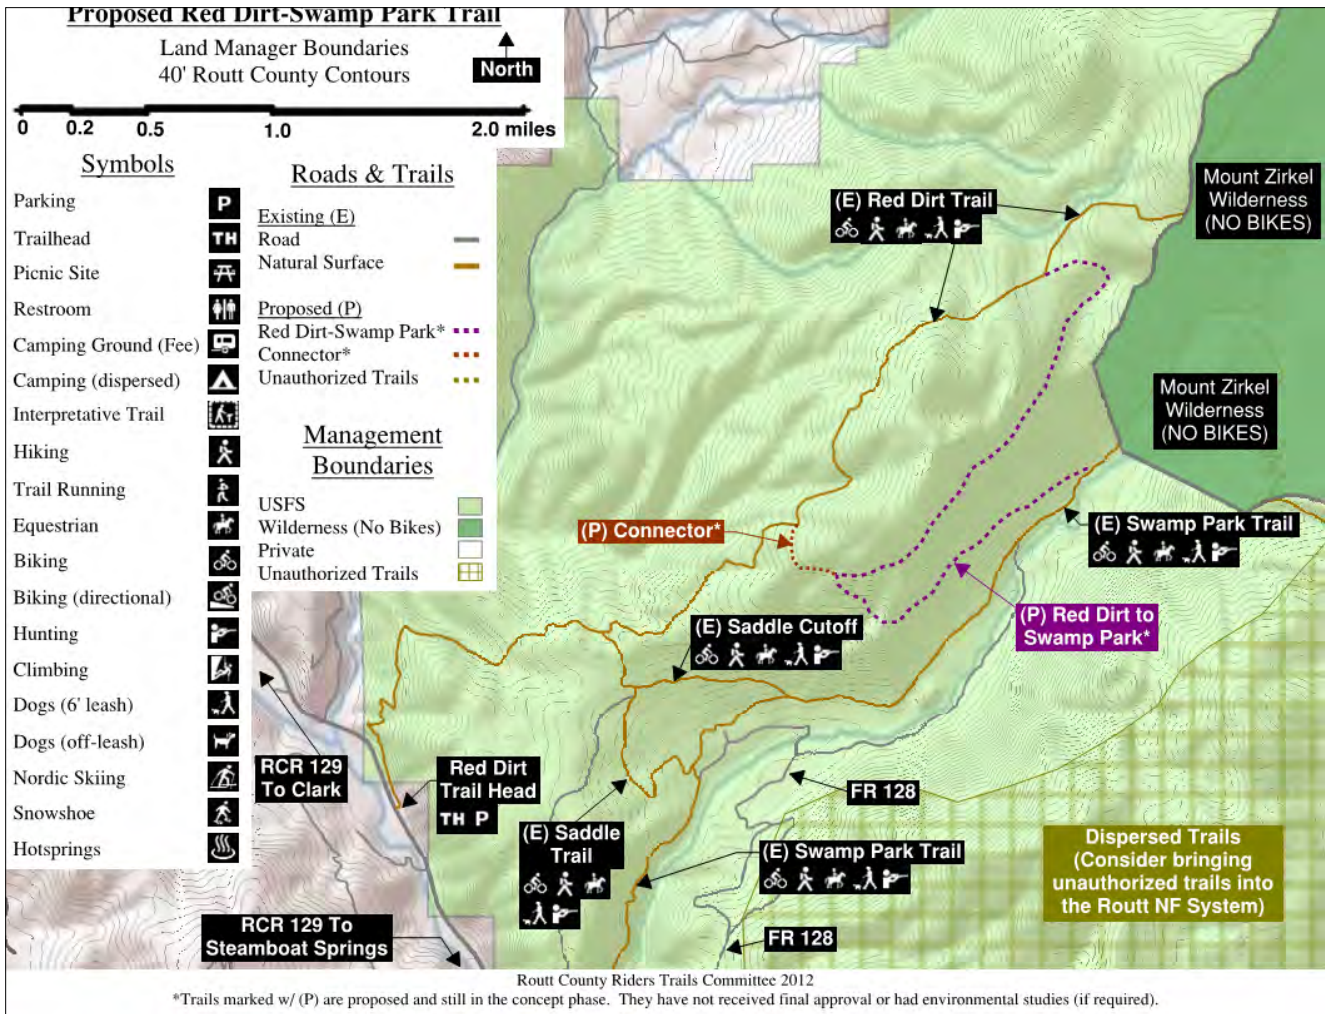 Proposed Red Dirt-Swamp Park Trail
Land Manager Boundaries
40' Routt County Contours
North
0 0.2 0.5 1.0 2.0 miles
Symbols
Parking
P
Trailhead
TH
Picnic Site
Restroom
Camping Ground (Fee)
Camping (dispersed)
Interpretative Trail
Hiking
Trail Running
Equestrian
Biking
Biking (directional)
Hunting
Climbing
Dogs (6' leash)
Dogs (off-leash)
Nordic Skiing
Snowshoe
Hotsprings
Roads & Trails
Existing (E)
Road
Natural Surface
Proposed (P)
Red Dirt-Swamp Park*
Connector*
Unauthorized Trails
Management
Boundaries
USFS
Wilderness (No Bikes)
Private
Unauthorized Trails
(E) Red Dirt Trail
Mount Zirkel
Wilderness
(NO BIKES)
Mount Zirkel
Wilderness
(NO BIKES)
(P) Connector*
(E) Swamp Park Trail
(P) Red Dirt to
Swamp Park*
(E) Saddle Cutoff
RCR 129
To Clark
Red Dirt
Trail Head
TH P
FR 128
(E) Saddle
Trail
(E) Swamp Park Trail
Dispersed Trails
(Consider bringing
unauthorized trails into
the Routt NF System)
RCR 129 To
Steamboat Springs
FR 128
Routt County Riders Trails Committee 2012
*Trails marked w/ (P) are proposed and still in the concept phase. They have not received final approval or had environmental studies (if required).